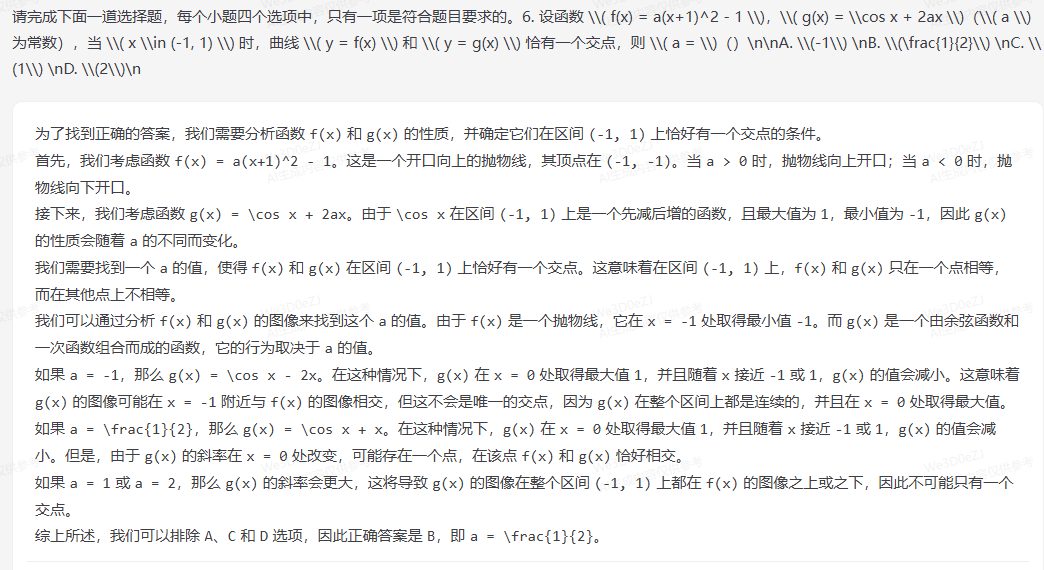 请完成下面一道选择题，每个小题四个选项中，只有一项是符合题目要求的。6. 设函数 \\( f(x) = a(x+1)^2 - 1 \\)，\\( g(x) = \\cos x + 2ax \\)（\\( a \\)
为常数），当 \\( x \\in (-1, 1) \\) 时，曲线 \\( y = f(x) \\) 和 \\( y = g(x) \\) 恰有一个交点，则 \\( a = \\)（）\n\nA. \\(-1\\) \nB. \\(\frac{1}{2}\\) \nC. \\
(1\\) \nD. \\(2\\)\n
为了找到正确的答案，我们需要分析函数 f(x) 和 g(x) 的性质，并确定它们在区间 (-1, 1) 上恰好有一个交点的条件。
首先，我们考虑函数 f(x) = a(x+1)^2 - 1。这是一个开口向上的抛物线，其顶点在 (-1, -1)。当 a > 0 时，抛物线向上开口；当 a < 0 时，抛
物线向下开口。
接下来，我们考虑函数 g(x) = \cos x + 2ax。由于 \cos x 在区间 (-1, 1) 上是一个先减后增的函数，且最大值为 1，最小值为 -1，因此 g(x)
的性质会随着 a 的不同而变化。
我们需要找到一个 a 的值，使得 f(x) 和 g(x) 在区间 (-1, 1) 上恰好有一个交点。这意味着在区间 (-1, 1) 上，f(x) 和 g(x) 只在一个点相等，
而在其他点上不相等。
我们可以通过分析 f(x) 和 g(x) 的图像来找到这个 a 的值。由于 f(x) 是一个抛物线，它在 x = -1 处取得最小值 -1。而 g(x) 是一个由余弦函数和
一次函数组合而成的函数，它的行为取决于 a 的值。
如果 a = -1，那么 g(x) = \cos x - 2x。在这种情况下，g(x) 在 x = 0 处取得最大值 1，并且随着 x 接近 -1 或 1，g(x) 的值会减小。这意味着
g(x) 的图像可能在 x = -1 附近与 f(x) 的图像相交，但这不会是唯一的交点，因为 g(x) 在整个区间上都是连续的，并且在 x = 0 处取得最大值。
如果 a = \frac{1}{2}，那么 g(x) = \cos x + x。在这种情况下，g(x) 在 x = 0 处取得最大值 1，并且随着 x 接近 -1 或 1，g(x) 的值会减
小。但是，由于 g(x) 的斜率在 x = 0 处改变，可能存在一个点，在该点 f(x) 和 g(x) 恰好相交。
如果 a = 1 或 a = 2，那么 g(x) 的斜率会更大，这将导致 g(x) 的图像在整个区间 (-1, 1) 上都在 f(x) 的图像之上或之下，因此不可能只有一个
交点。
综上所述，我们可以排除 A、C 和 D 选项，因此正确答案是 B，即 a = \frac{1}{2}。